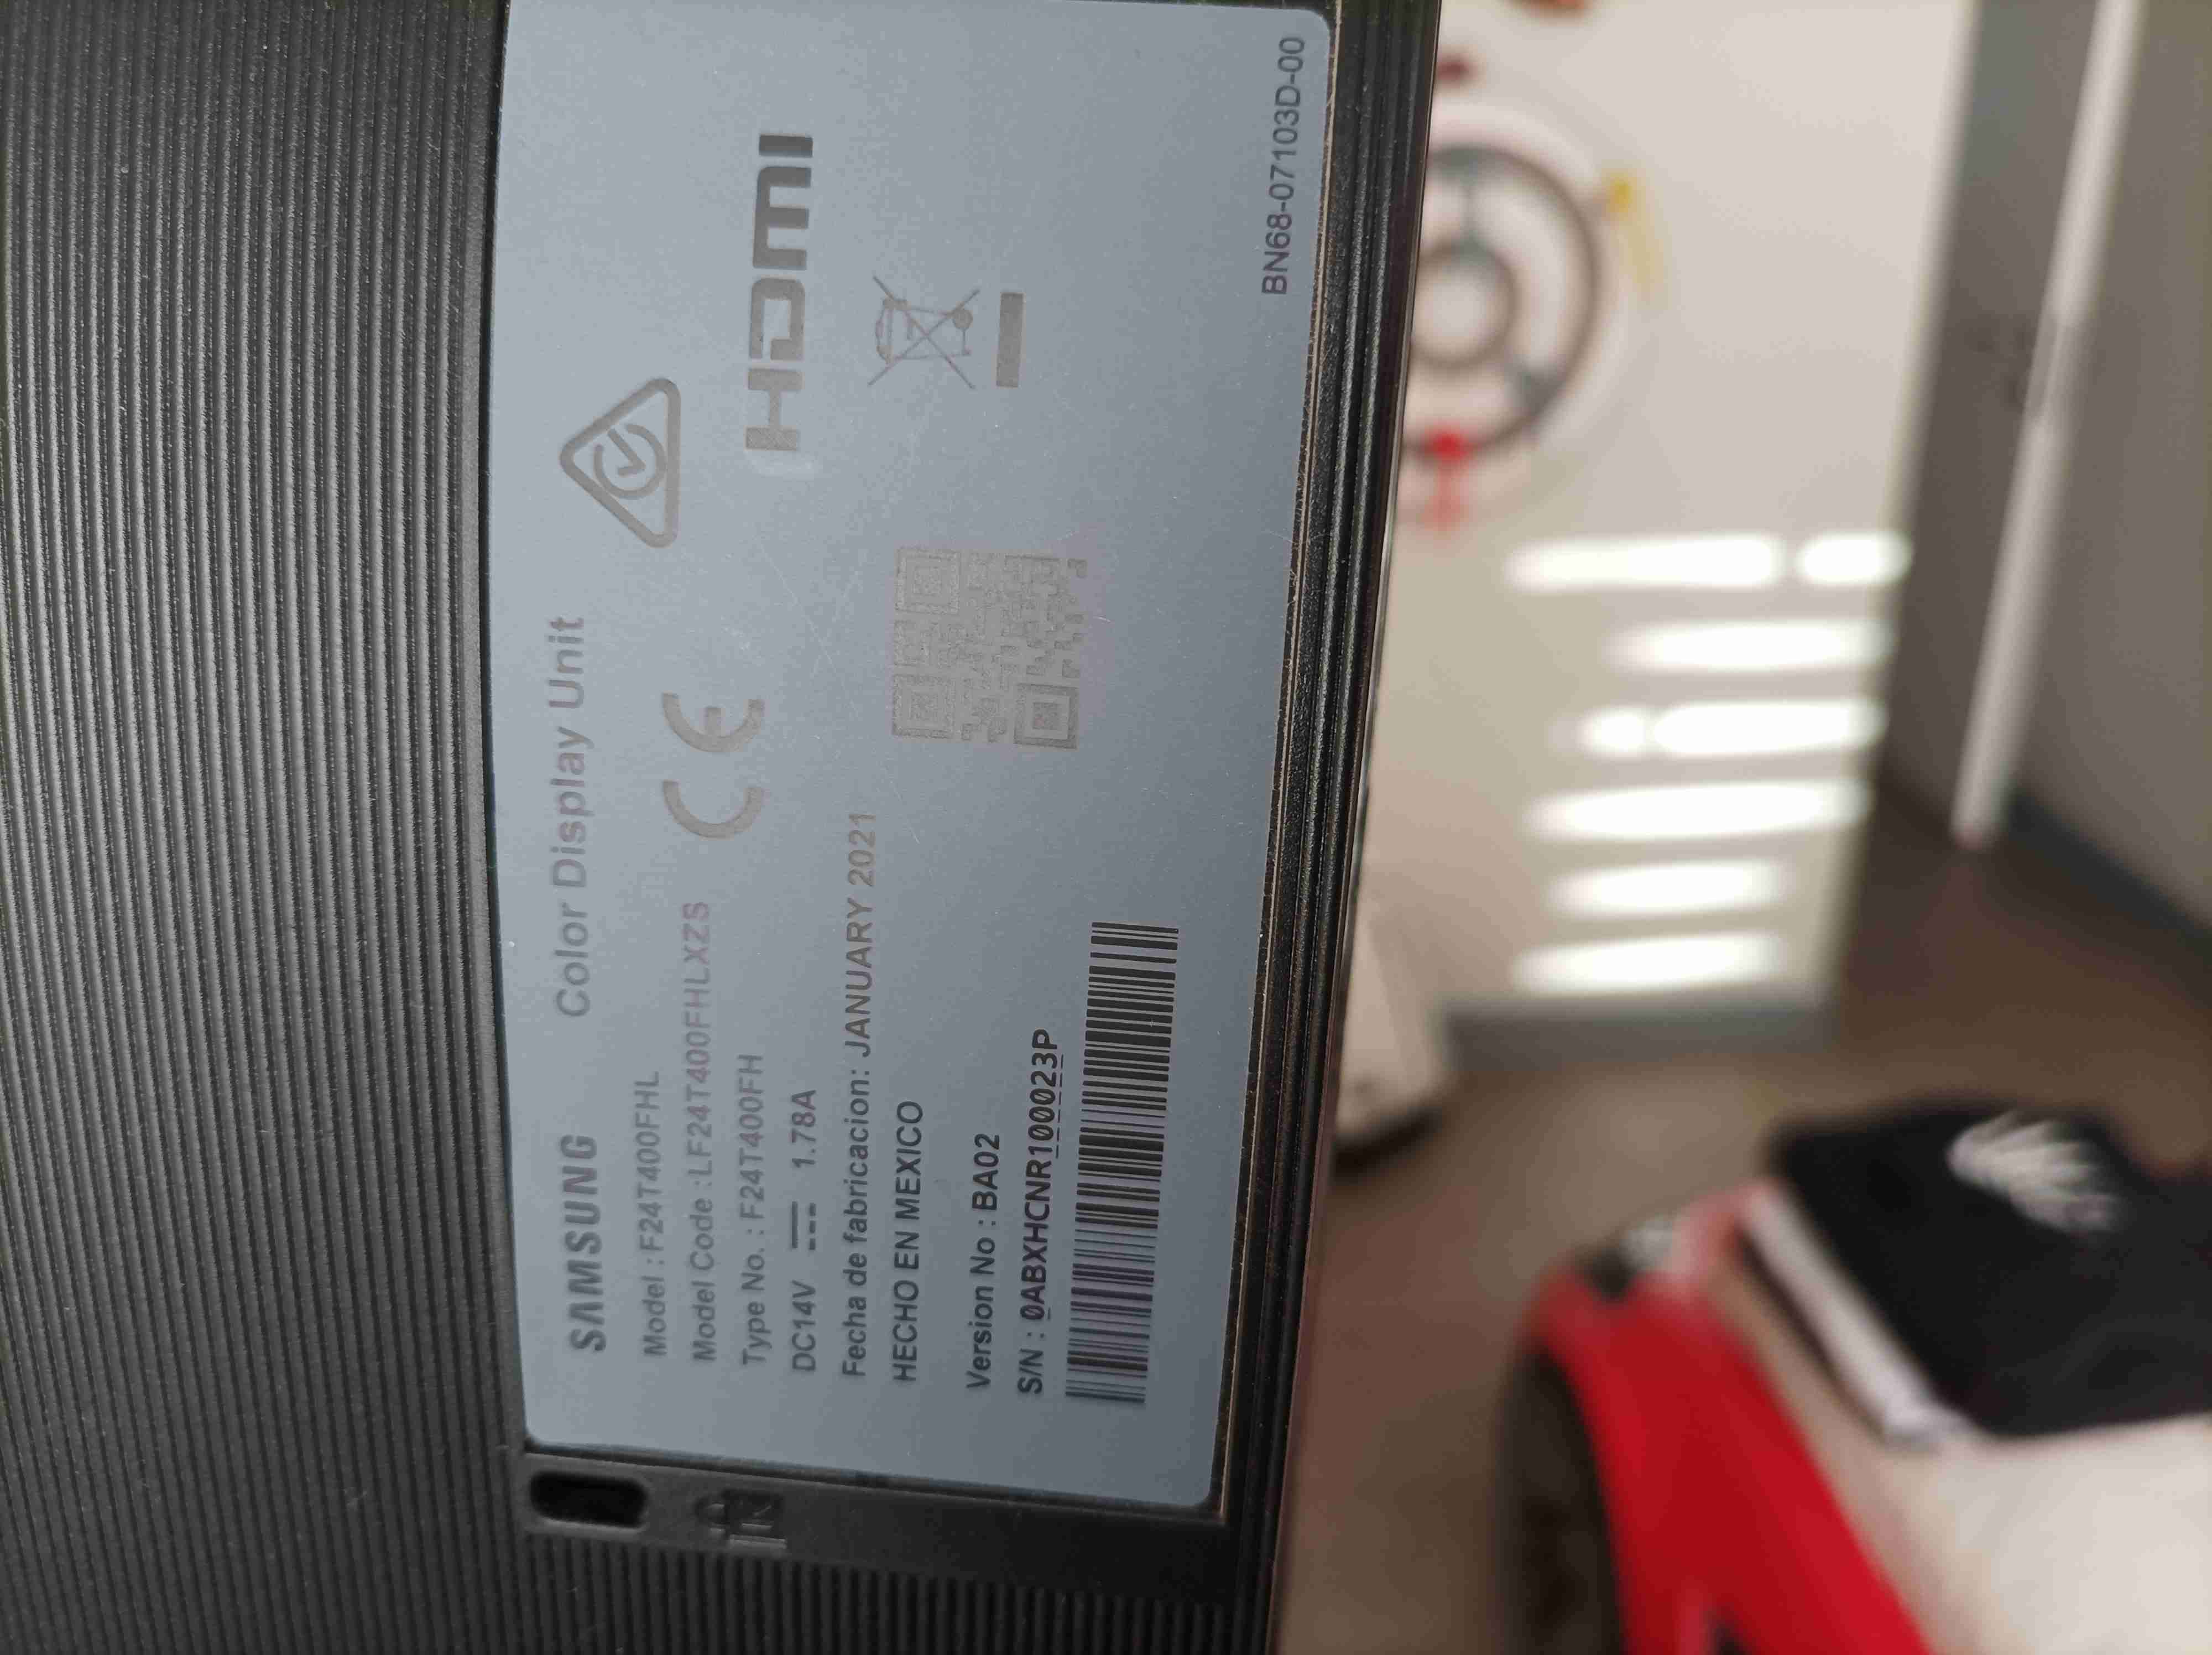 SAMSUNG Color Display Unit
Model : F24T400FHL
Model Code : LF24T400FHLXZS
Type No. : F24T400FH
DC14V 1.78A
Fecha de fabricacion: JANUARY 2021
HECHO EN MEXICO
Version No : BA02
S/N : 0ABXHCNR100023P
CE
HDMI
BN68-07103D-00